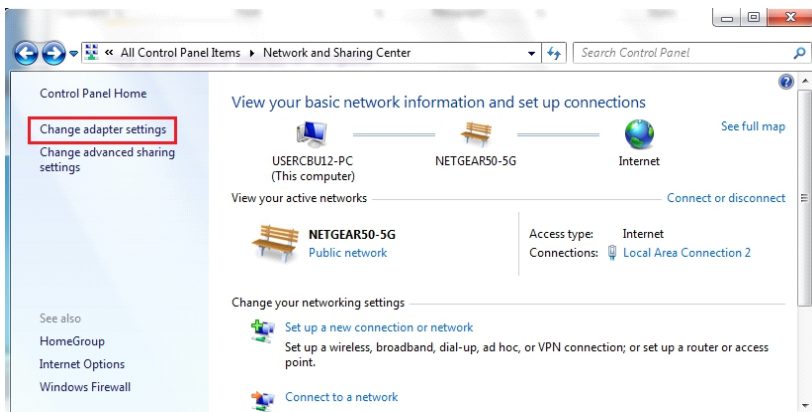 « All Control Panel Items ▸ Network and Sharing Center
Search Control Panel
Control Panel Home
Change adapter settings
Change advanced sharing
settings
See also
HomeGroup
Internet Options
Windows Firewall
View your basic network information and set up connections
See full map
USERCBU12-PC
(This computer)
NETGEAR50-5G
Internet
View your active networks
Connect or disconnect
NETGEAR50-5G
Public network
Access type: Internet
Connections: Local Area Connection 2
Change your networking settings
Set up a new connection or network
Set up a wireless, broadband, dial-up, ad hoc, or VPN connection; or set up a router or access
point.
Connect to a network